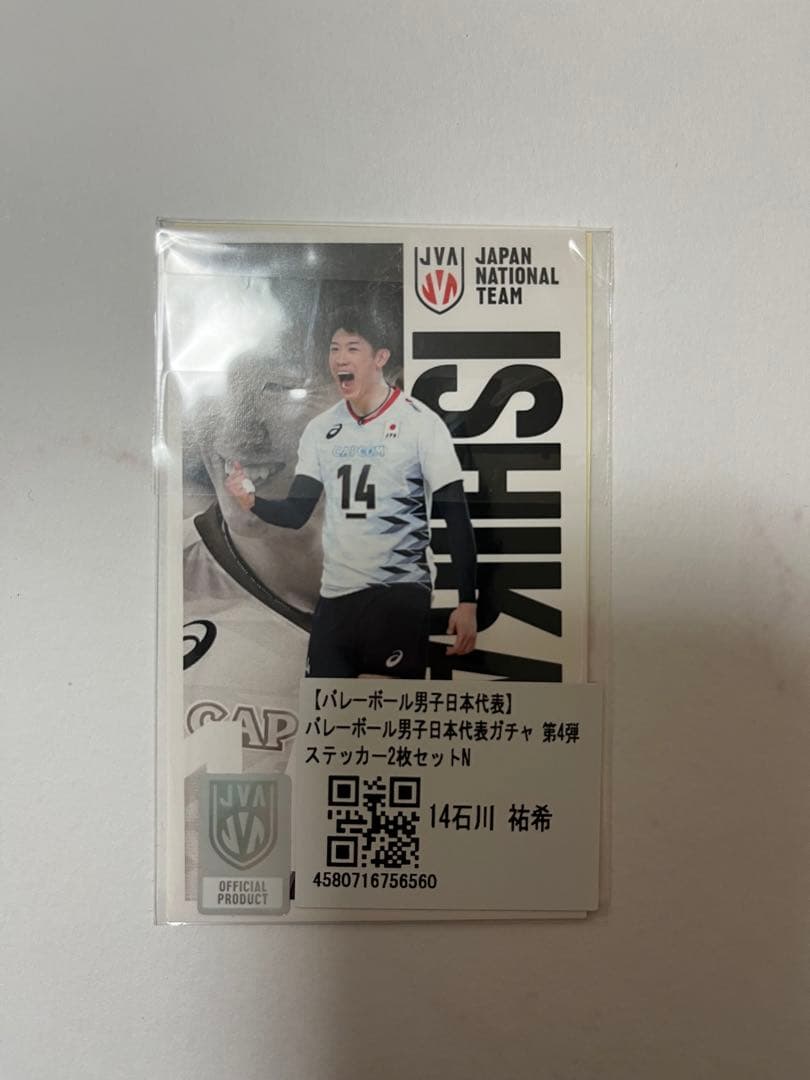 JVA
JAPAN
NATIONAL
TEAM
ISHIKA
JVA
CAPCOM
14
CAP
【バレーボール男子日本代表】
バレーボール男子日本代表ガチャ 第4弾
ステッカー2枚セットN
14石川 祐希
4580716756560
JVA
OFFICIAL
PRODUCT